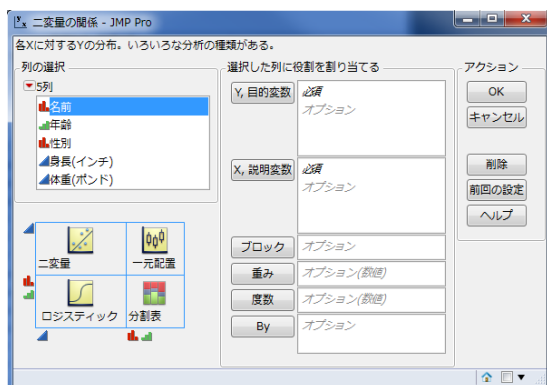 二変量の関係 - JMP Pro
各Xに対するYの分布。いろいろな分析の種類がある。
列の選択
5列
名前
年齢
性別
身長(インチ)
体重(ポンド)
二変量
一元配置
ロジスティック
分割表
選択した列に役割を割り当てる
Y, 目的変数
必須
オプション
X, 説明変数
必須
オプション
ブロック
オプション
重み
オプション(数値)
度数
オプション(数値)
By
オプション
アクション
OK
キャンセル
削除
前回の設定
ヘルプ